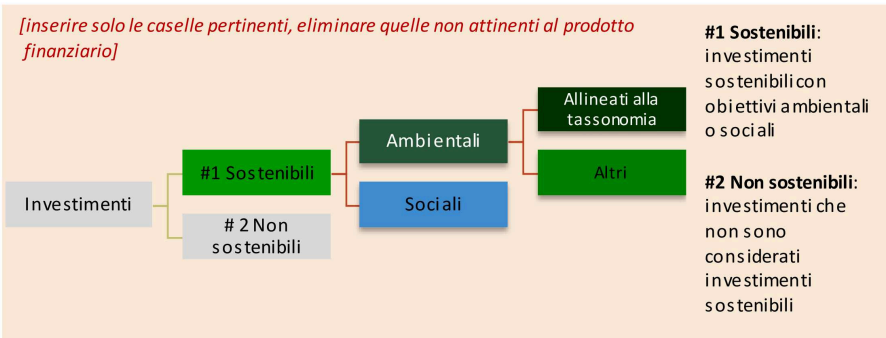 [inserire solo le caselle pertinenti, eliminare quelle non attinenti al prodotto
finanziario]
Investimenti
#1 Sostenibili
# 2 Non
sostenibili
Ambientali
Sociali
Allineati alla
tassonomia
Altri
#1 Sostenibili:
investimenti
sostenibili con
obiettivi ambientali
o sociali
#2 Non sostenibili:
investimenti che
non sono
considerati
investimenti
sostenibili